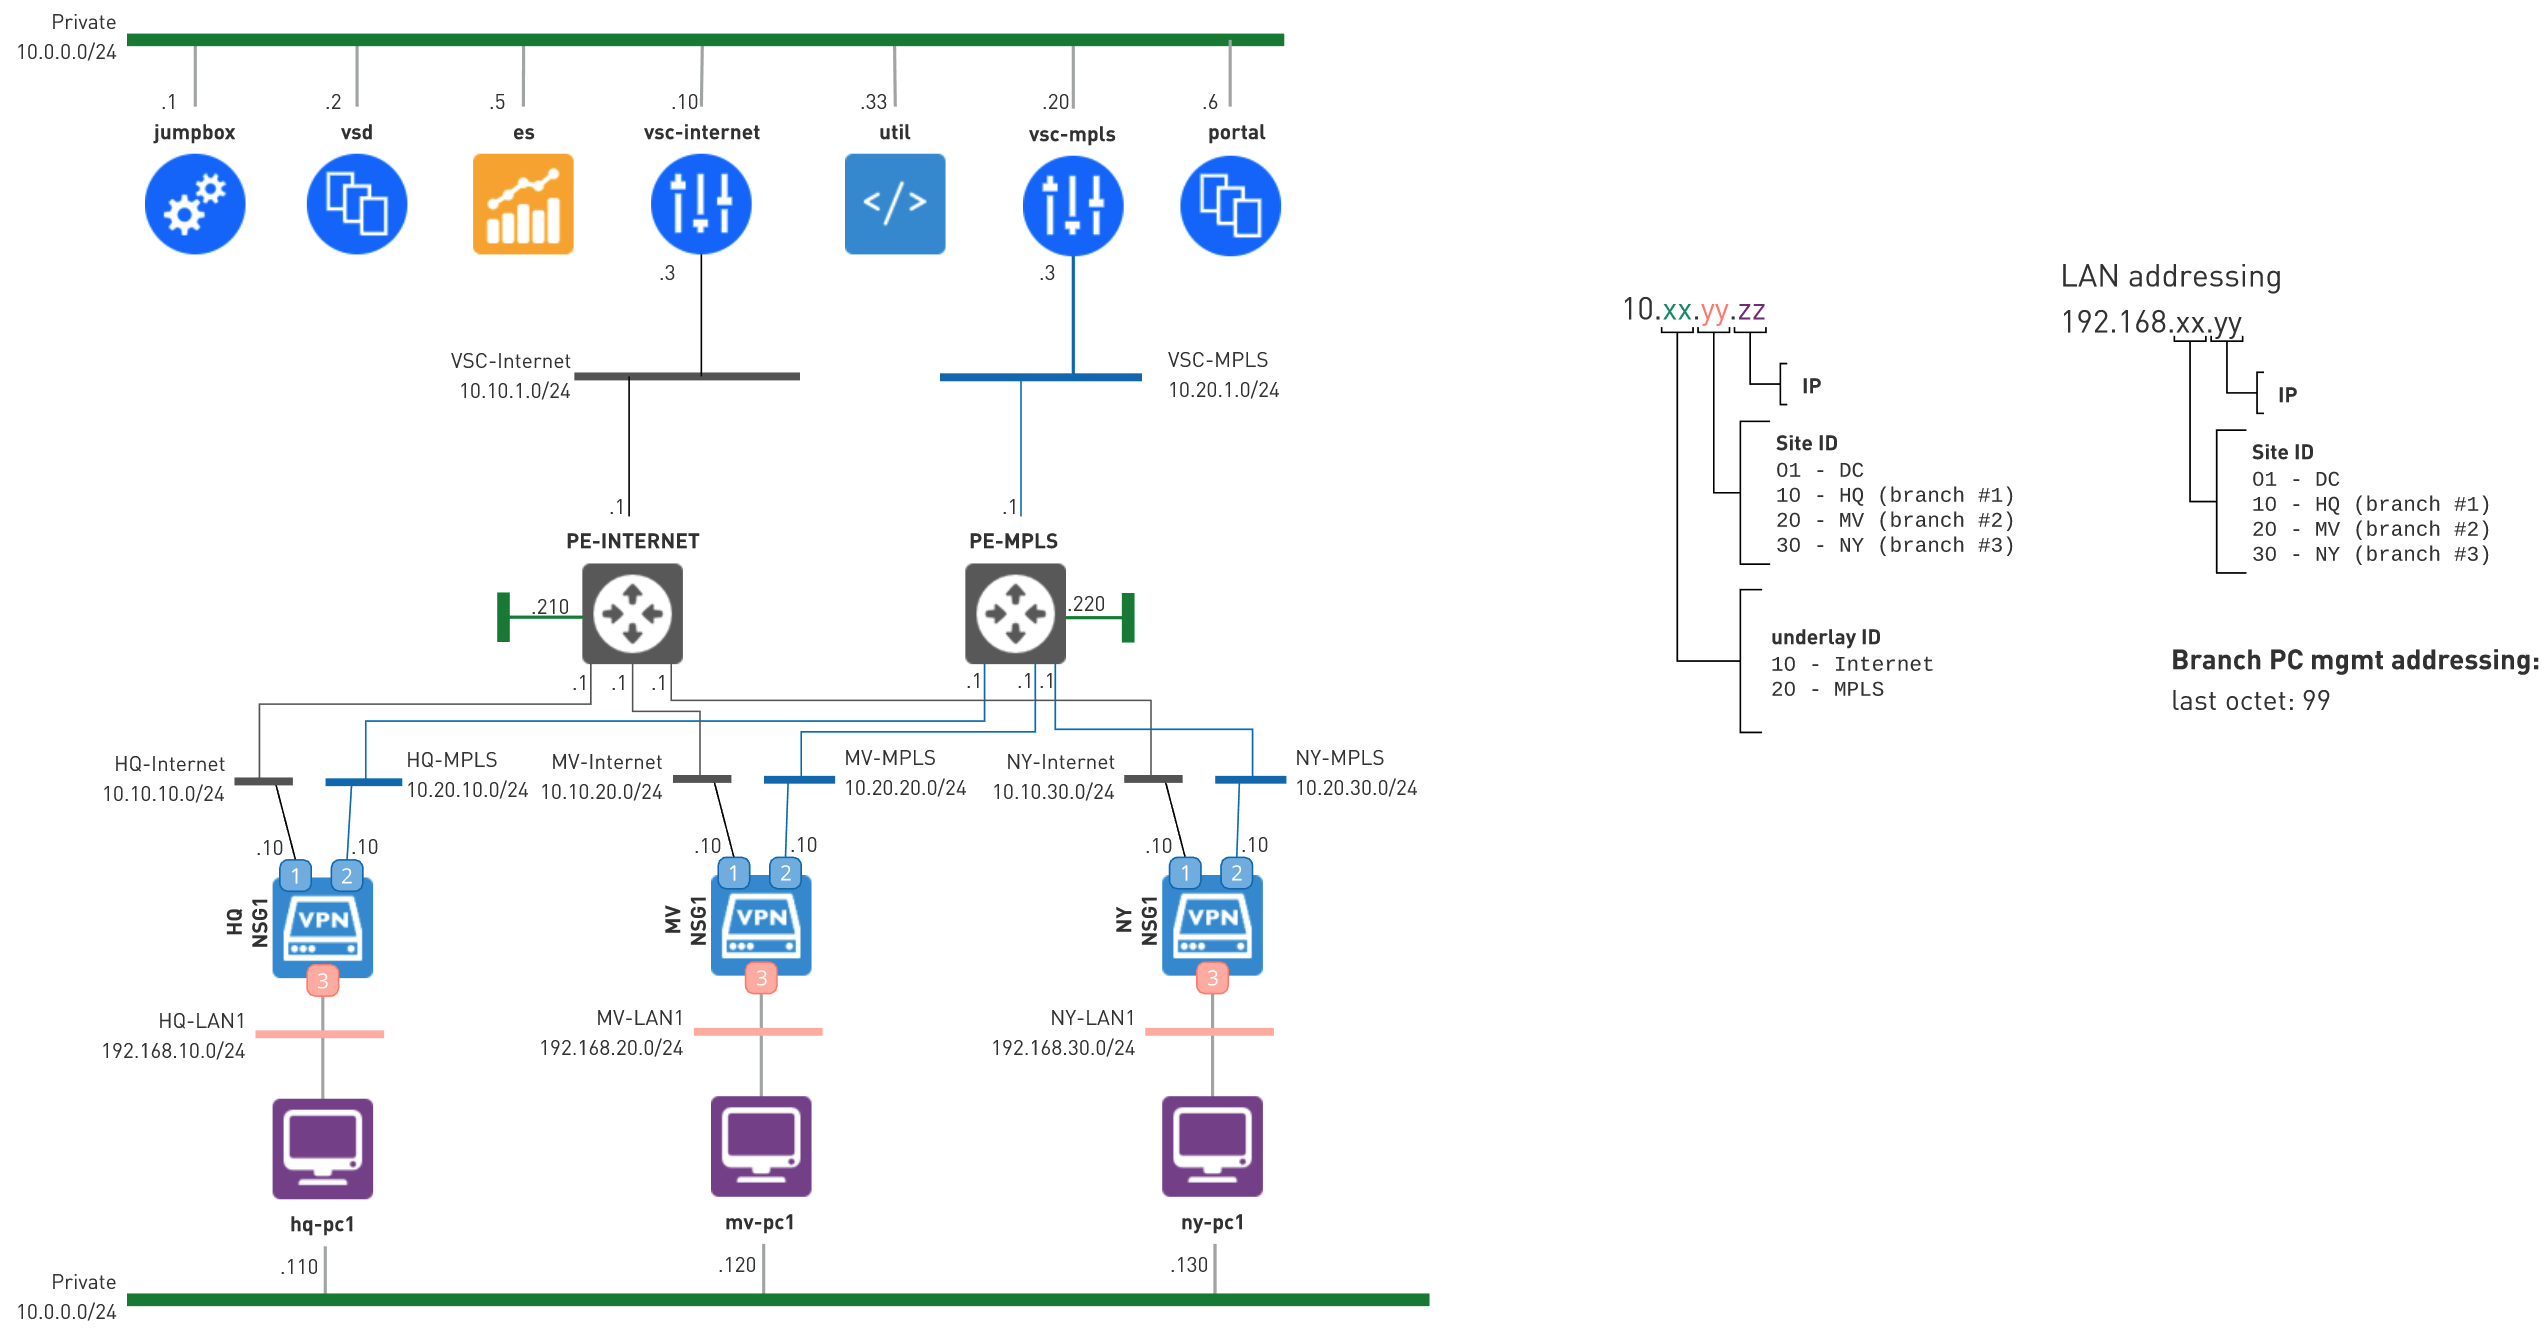 Private
10.0.0.0/24
.1
.2
.5
.10
.33
.20
.6
jumpbox
vsd
es
vsc-internet
util
vsc-mpls
portal
</>
.3
.3
VSC-Internet
10.10.1.0/24
VSC-MPLS
10.20.1.0/24
.1
.1
PE-INTERNET
PE-MPLS
.210
.220
.1
.1
.1
.1
.1
.1
HQ-Internet
10.10.10.0/24
HQ-MPLS
10.20.10.0/24
MV-Internet
10.10.20.0/24
MV-MPLS
10.20.20.0/24
NY-Internet
10.10.30.0/24
NY-MPLS
10.20.30.0/24
.10
.10
.10
.10
.10
.10
1
2
1
2
1
2
HQ
NSG1
VPN
MV
NSG1
VPN
NY
NSG1
VPN
3
3
3
HQ-LAN1
192.168.10.0/24
MV-LAN1
192.168.20.0/24
NY-LAN1
192.168.30.0/24
hq-pc1
mv-pc1
ny-pc1
.110
.120
.130
Private
10.0.0.0/24
10.xx.yy.zz
IP
Site ID
01 - DC
10 - HQ (branch #1)
20 - MV (branch #2)
30 - NY (branch #3)
underlay ID
10 - Internet
20 - MPLS
LAN addressing
192.168.xx.yy
IP
Site ID
01 - DC
10 - HQ (branch #1)
20 - MV (branch #2)
30 - NY (branch #3)
Branch PC mgmt addressing:
last octet: 99